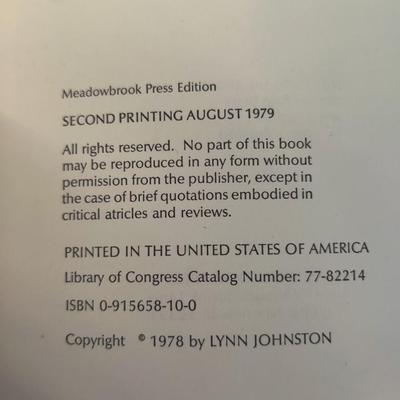 Meadowbrook Press Edition
SECOND PRINTING AUGUST 1979
All rights reserved. No part of this book
may be reproduced in any form without
permission from the publisher, except in
the case of brief quotations embodied in
critical atricles and reviews.
PRINTED IN THE UNITED STATES OF AMERICA
Library of Congress Catalog Number: 77-82214
ISBN 0-915658-10-0
Copyright © 1978 by LYNN JOHNSTON